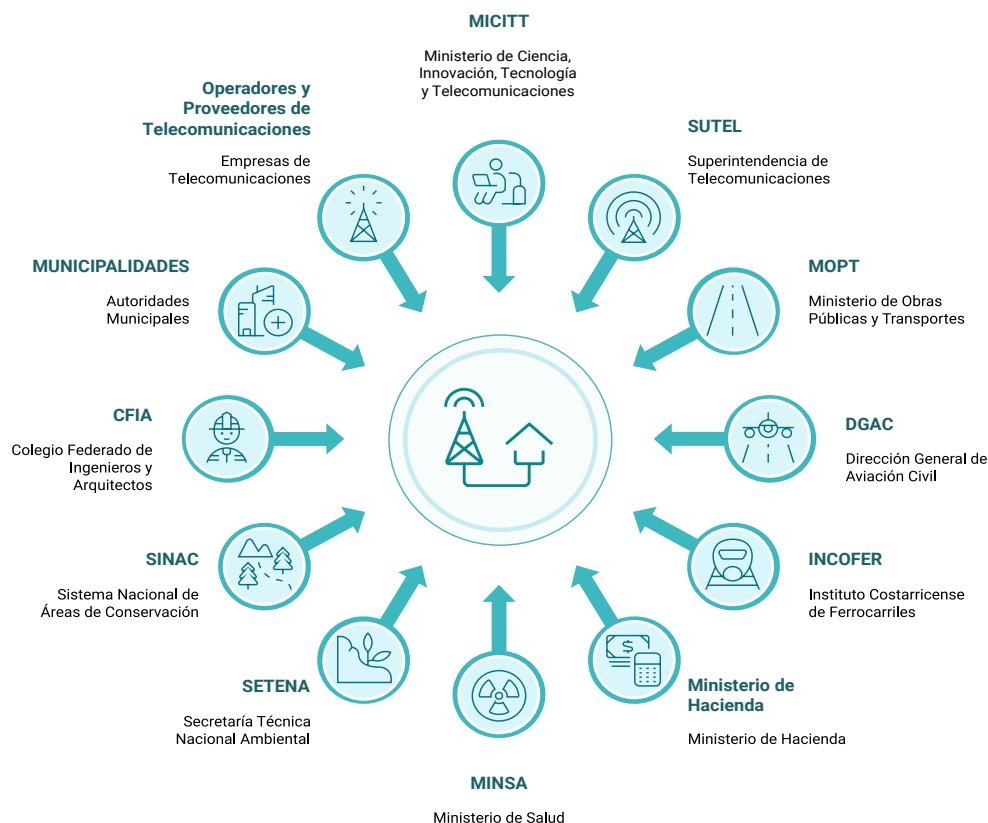 MICITT
Ministerio de Ciencia,
Innovación, Tecnología
y Telecomunicaciones
SUTEL
Superintendencia de
Telecomunicaciones
MOPT
Ministerio de Obras
Públicas y Transportes
DGAC
Dirección General de
Aviación Civil
INCOFER
Instituto Costarricense
de Ferrocarriles
Ministerio de
Hacienda
Ministerio de Hacienda
$
MINSA
Ministerio de Salud
SETENA
Secretaría Técnica
Nacional Ambiental
SINAC
Sistema Nacional de
Áreas de Conservación
CFIA
Colegio Federado de
Ingenieros y
Arquitectos
MUNICIPALIDADES
Autoridades
Municipales
Operadores y
Proveedores de
Telecomunicaciones
Empresas de
Telecomunicaciones